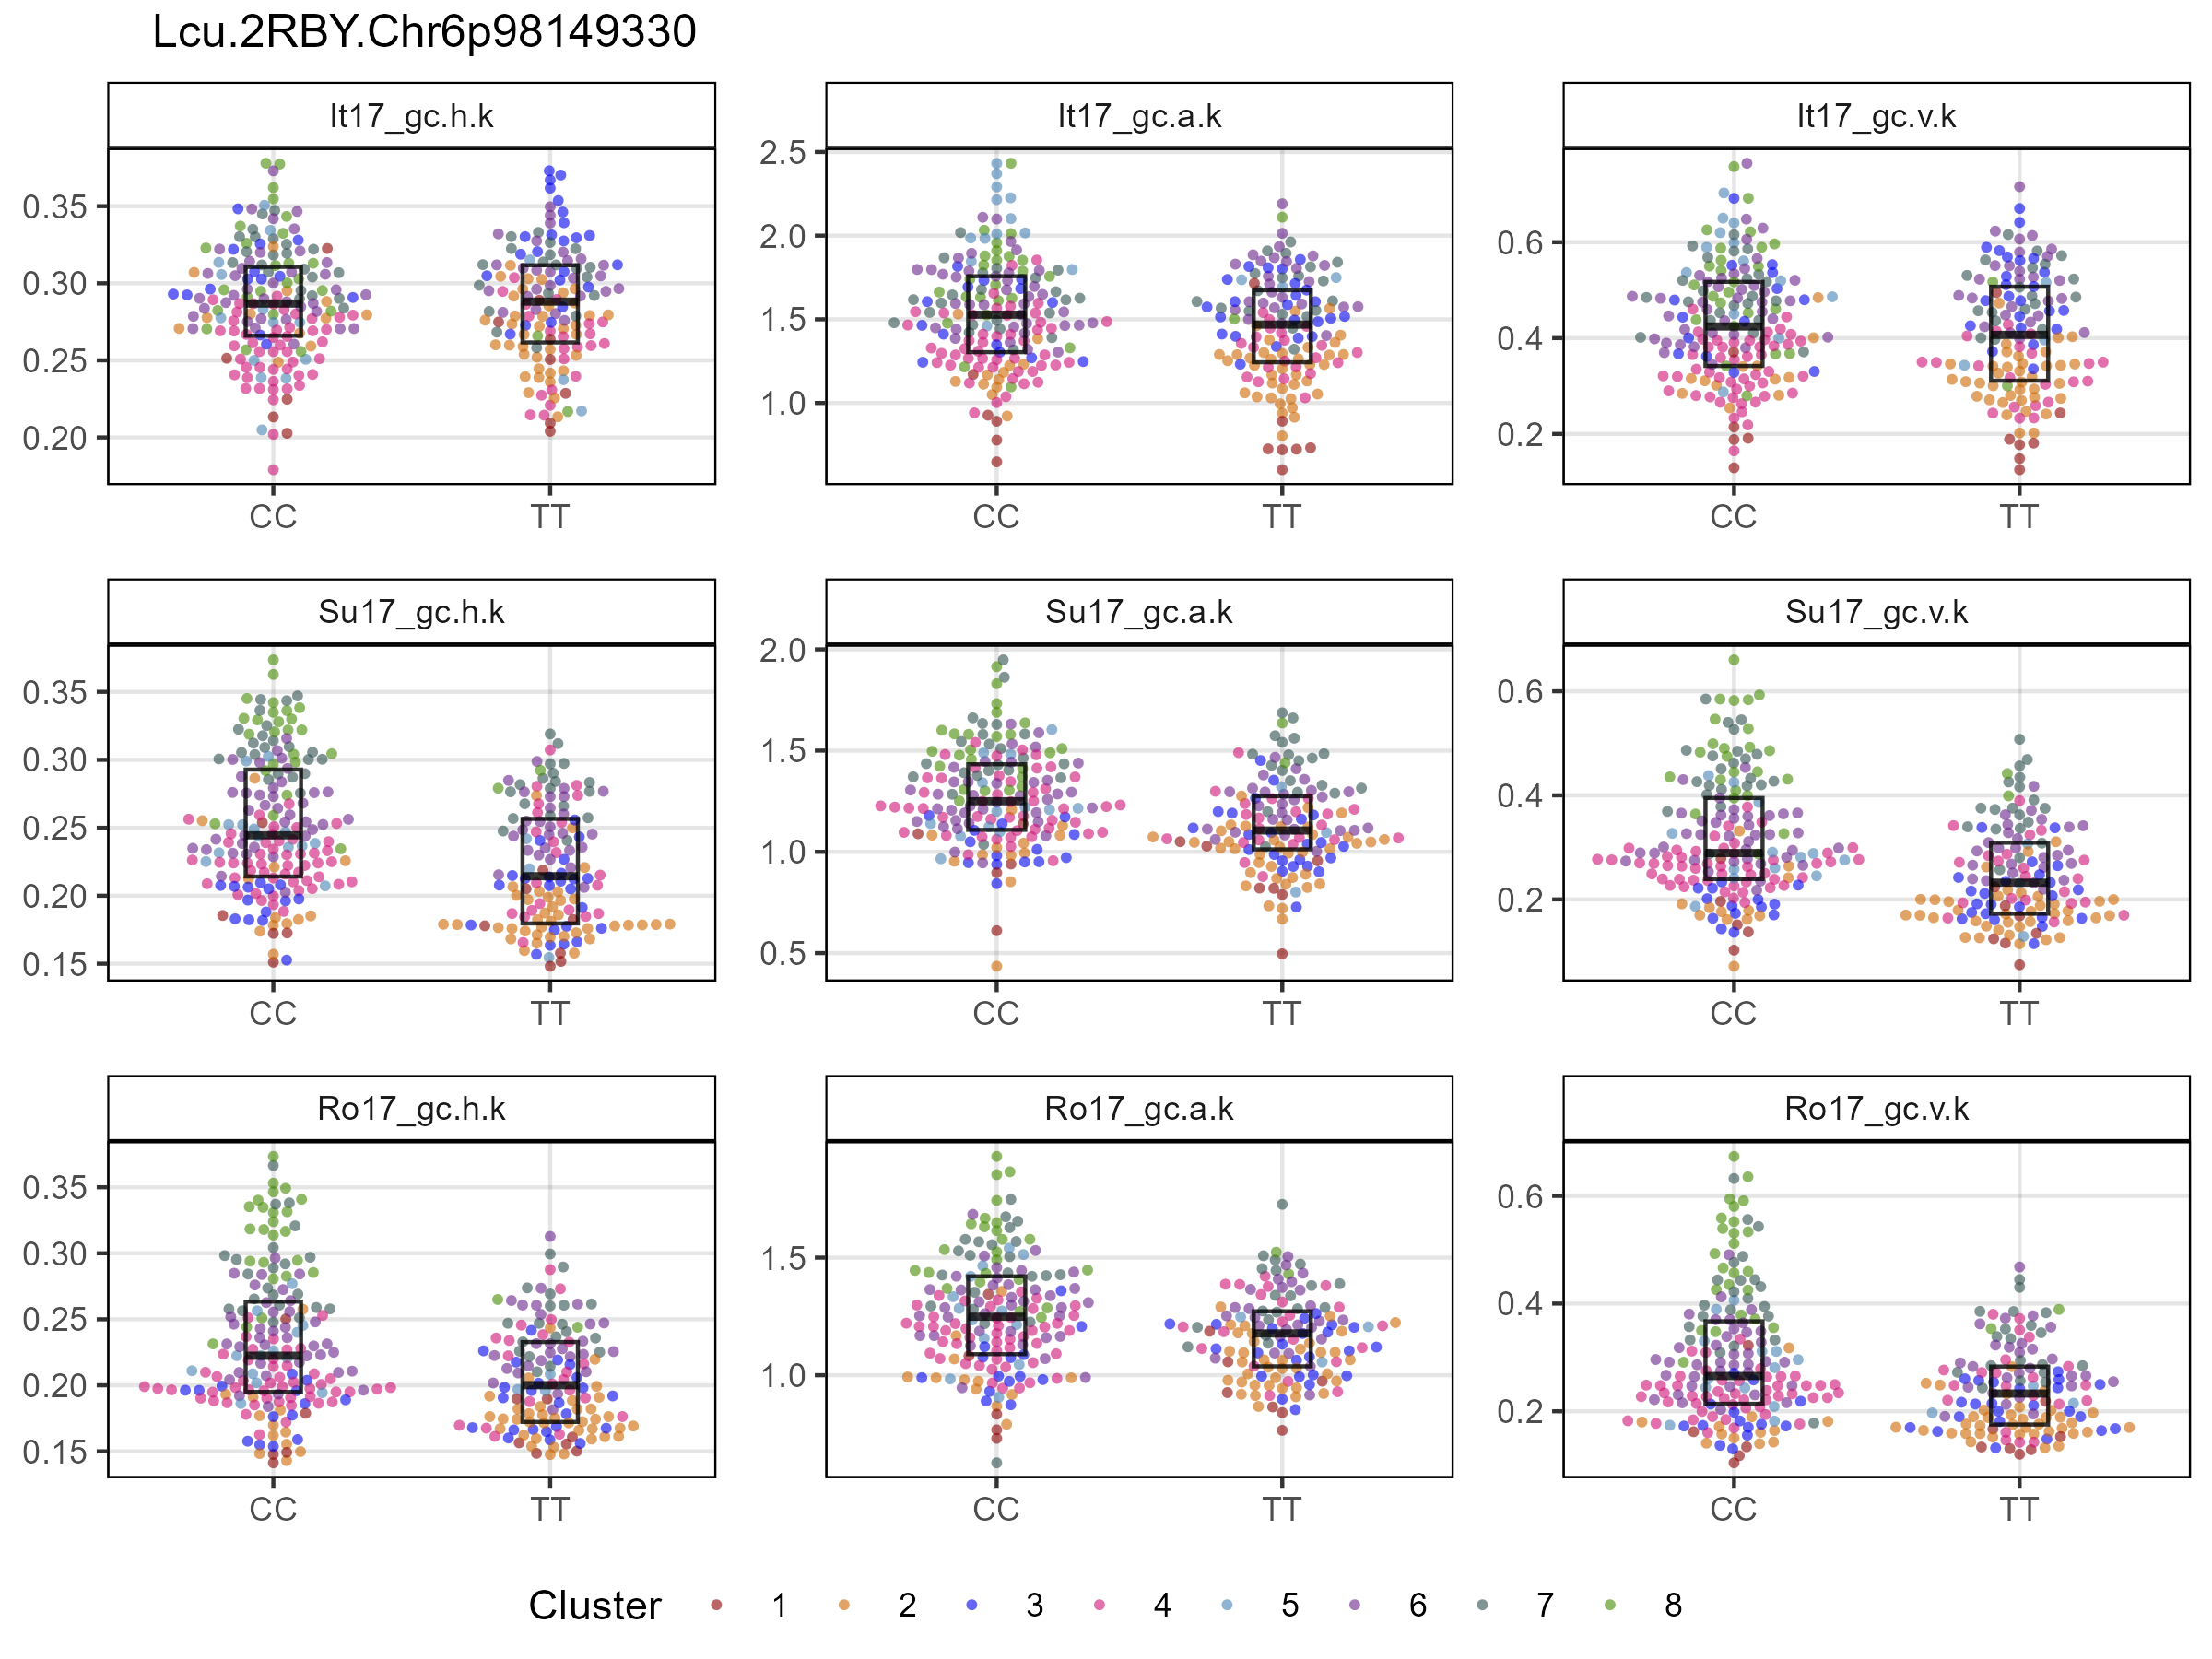 Lcu.2RBY.Chr6p98149330
It17_gc.h.k
It17_gc.a.k
It17_gc.v.k
0.35
0.30
0.25
0.20
CC TT
2.5
2.0
1.5
1.0
CC TT
0.6
0.4
0.2
CC TT
Su17_gc.h.k
Su17_gc.a.k
Su17_gc.v.k
0.35
0.30
0.25
0.20
0.15
CC TT
2.0
1.5
1.0
0.5
CC TT
0.6
0.4
0.2
CC TT
Ro17_gc.h.k
Ro17_gc.a.k
Ro17_gc.v.k
0.35
0.30
0.25
0.20
0.15
CC TT
1.5
1.0
CC TT
0.6
0.4
0.2
CC TT
Cluster 1 2 3 4 5 6 7 8